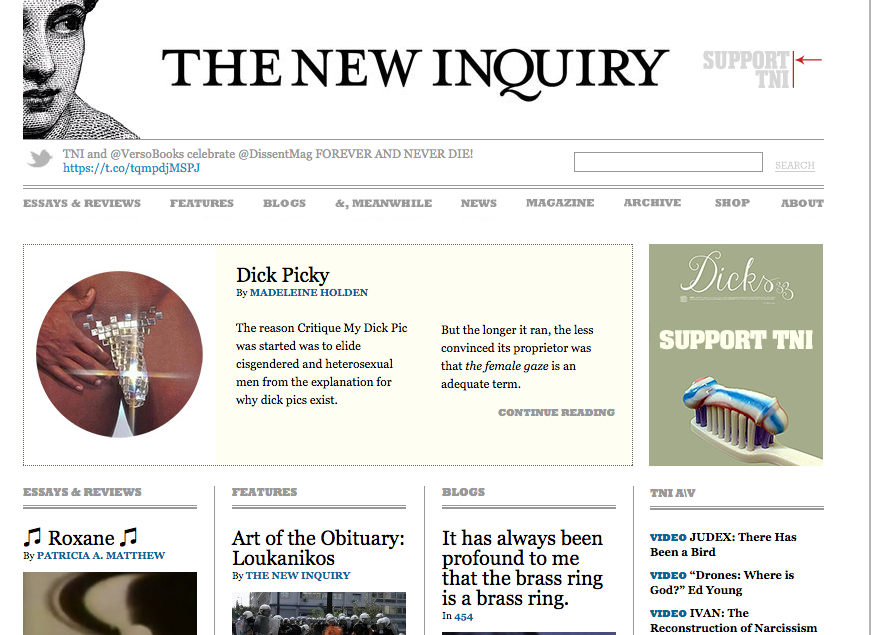 THE NEW INQUIRY
SUPPORT
TNI
TNI and @VersoBooks celebrate @DissentMag FOREVER AND NEVER DIE!
https://t.co/tqmpdjMSPJ
SEARCH
ESSAYS & REVIEWS FEATURES BLOGS &, MEANWHILE NEWS MAGAZINE ARCHIVE SHOP ABOUT
Dick Picky
By MADELEINE HOLDEN
The reason Critique My Dick Pic
was started was to elide
cisgendered and heterosexual
men from the explanation for
why dick pics exist.
But the longer it ran, the less
convinced its proprietor was
that the female gaze is an
adequate term.
CONTINUE READING
Dicks
SUPPORT TNI
ESSAYS & REVIEWS
♫ Roxane ♫
By PATRICIA A. MATTHEW
FEATURES
Art of the Obituary:
Loukanikos
By THE NEW INQUIRY
BLOGS
It has always been
profound to me
that the brass ring
is a brass ring.
In 454
TNI A\V
VIDEO JUDEX: There Has
Been a Bird
VIDEO “Drones: Where is
God?” Ed Young
VIDEO IVAN: The
Reconstruction of Narcissism